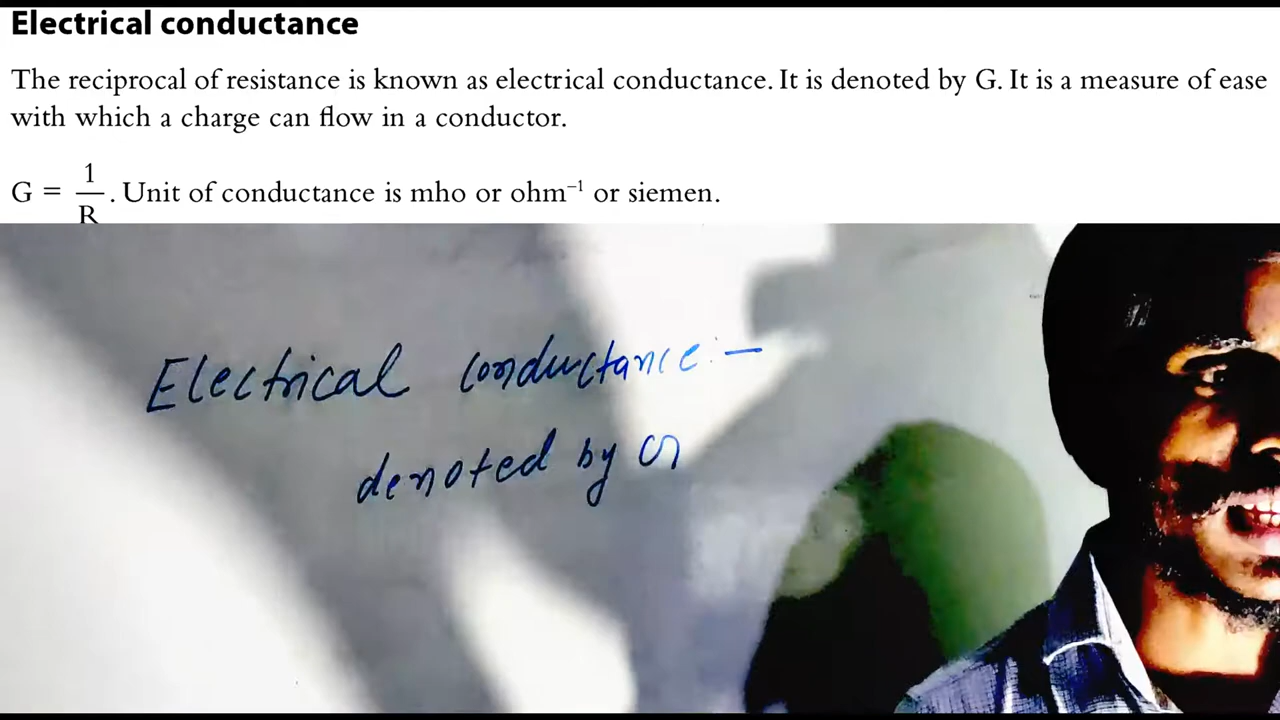 Electrical conductance
The reciprocal of resistance is known as electrical conductance. It is denoted by G. It is a measure of ease
with which a charge can flow in a conductor.
G = 1/R. Unit of conductance is mho or ohm⁻¹ or siemen.
Electrical conductance:-
denoted by G